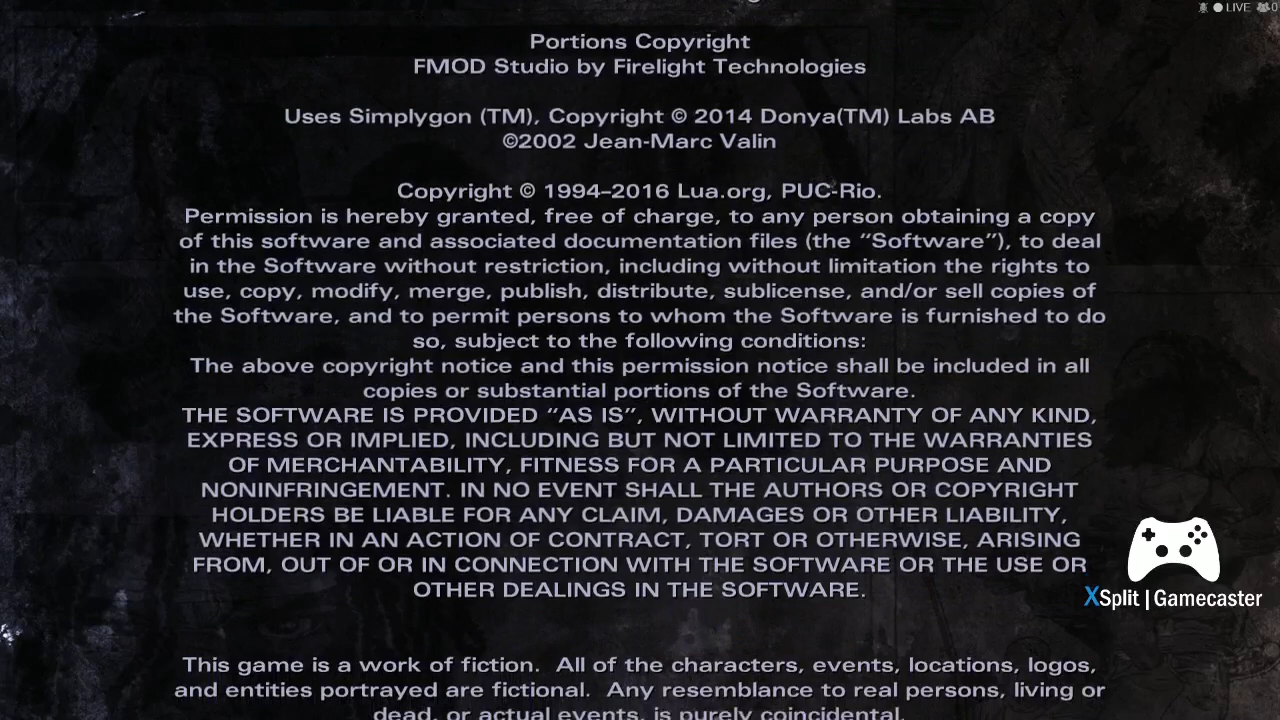 LIVE 0
Portions Copyright
FMOD Studio by Firelight Technologies
Uses Simplygon (TM), Copyright © 2014 Donya(TM) Labs AB
©2002 Jean-Marc Valin
Copyright © 1994–2016 Lua.org, PUC-Rio.
Permission is hereby granted, free of charge, to any person obtaining a copy
of this software and associated documentation files (the “Software”), to deal
in the Software without restriction, including without limitation the rights to
use, copy, modify, merge, publish, distribute, sublicense, and/or sell copies of
the Software, and to permit persons to whom the Software is furnished to do
so, subject to the following conditions:
The above copyright notice and this permission notice shall be included in all
copies or substantial portions of the Software.
THE SOFTWARE IS PROVIDED “AS IS”, WITHOUT WARRANTY OF ANY KIND,
EXPRESS OR IMPLIED, INCLUDING BUT NOT LIMITED TO THE WARRANTIES
OF MERCHANTABILITY, FITNESS FOR A PARTICULAR PURPOSE AND
NONINFRINGEMENT. IN NO EVENT SHALL THE AUTHORS OR COPYRIGHT
HOLDERS BE LIABLE FOR ANY CLAIM, DAMAGES OR OTHER LIABILITY,
WHETHER IN AN ACTION OF CONTRACT, TORT OR OTHERWISE, ARISING
FROM, OUT OF OR IN CONNECTION WITH THE SOFTWARE OR THE USE OR
OTHER DEALINGS IN THE SOFTWARE.
XSplit | Gamecaster
This game is a work of fiction.  All of the characters, events, locations, logos,
and entities portrayed are fictional.  Any resemblance to real persons, living or
dead, or actual events, is purely coincidental.